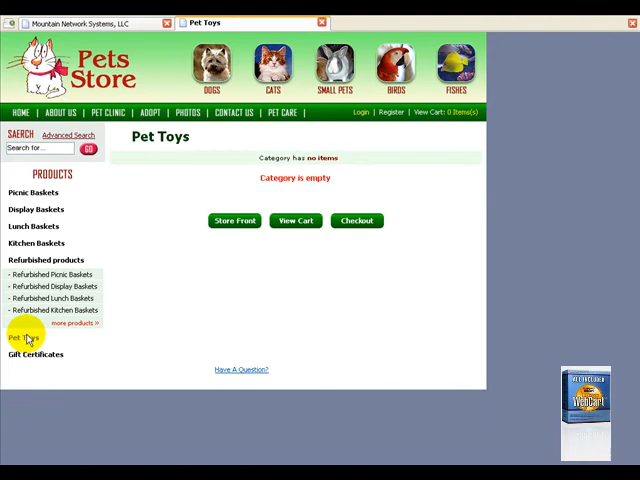 Mountain Network Systems, LLC
Pet Toys
Pets
Store
DOGS
CATS
SMALL PETS
BIRDS
FISHES
HOME | ABOUT US | PET CLINIC | ADOPT | PHOTOS | CONTACT US | PET CARE |
Login | Register | View Cart: 0 Items(s)
SAERCH Advanced Search
Search for...
GO
PRODUCTS
Picnic Baskets
Display Baskets
Lunch Baskets
Kitchen Baskets
Refurbished products
- Refurbished Picnic Baskets
- Refurbished Display Baskets
- Refurbished Lunch Baskets
- Refurbished Kitchen Baskets
more products »
Pet Toys
Gift Certificates
Pet Toys
Category has no items
Category is empty
Store Front
View Cart
Checkout
Have A Question?
WebCart